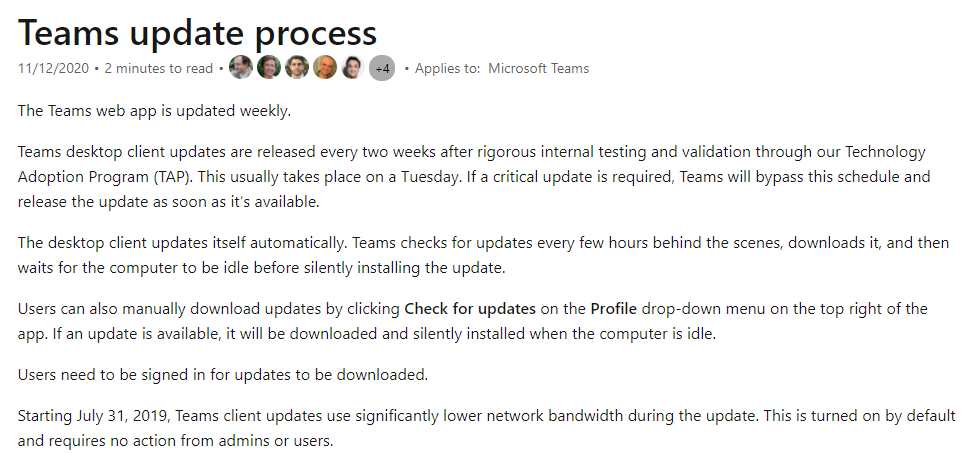 Teams update process
11/12/2020 • 2 minutes to read • +4 • Applies to: Microsoft Teams
The Teams web app is updated weekly.
Teams desktop client updates are released every two weeks after rigorous internal testing and validation through our Technology
Adoption Program (TAP). This usually takes place on a Tuesday. If a critical update is required, Teams will bypass this schedule and
release the update as soon as it's available.
The desktop client updates itself automatically. Teams checks for updates every few hours behind the scenes, downloads it, and then
waits for the computer to be idle before silently installing the update.
Users can also manually download updates by clicking Check for updates on the Profile drop-down menu on the top right of the
app. If an update is available, it will be downloaded and silently installed when the computer is idle.
Users need to be signed in for updates to be downloaded.
Starting July 31, 2019, Teams client updates use significantly lower network bandwidth during the update. This is turned on by default
and requires no action from admins or users.